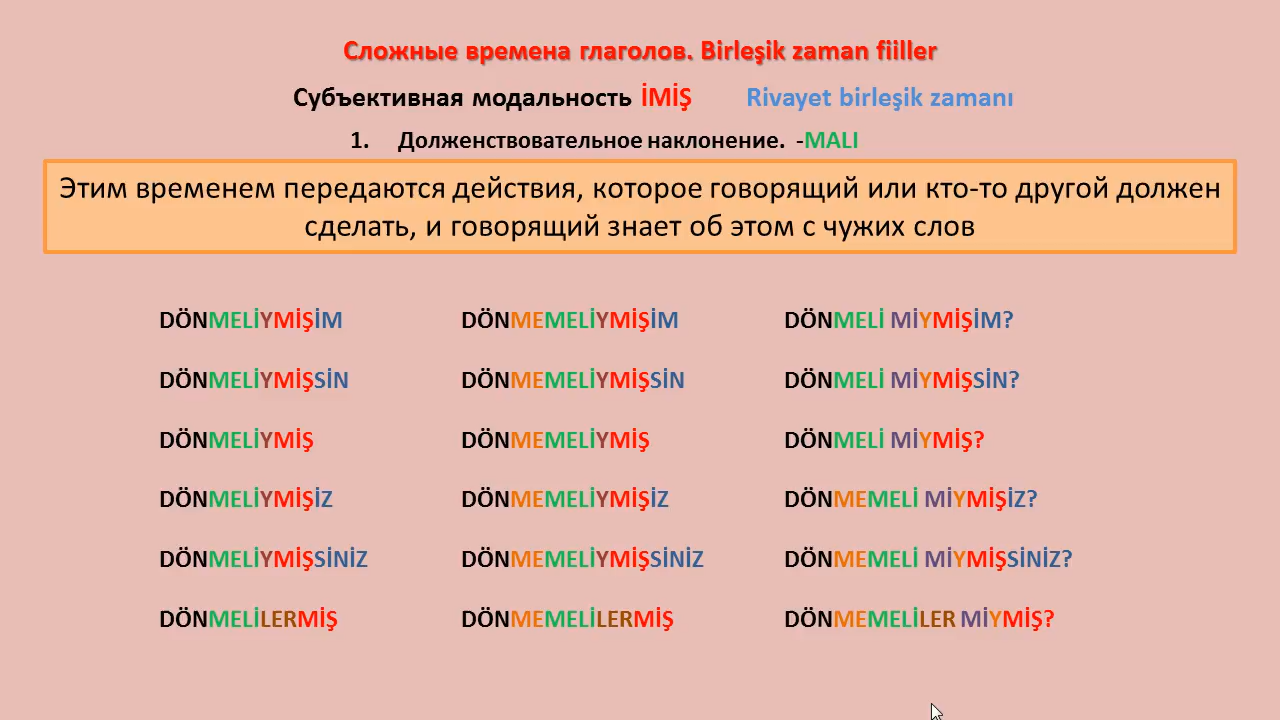 Сложные времена глаголов. Birleşik zaman fiiller
Субъективная модальность İMİŞ Rivayet birleşik zamanı
1. Долженствовательное наклонение. -MALI
Этим временем передаются действия, которое говорящий или кто-то другой должен
сделать, и говорящий знает об этом с чужих слов
DÖNMELİYMİŞİM DÖNMEMELİYMİŞİM DÖNMELİ MİYMİŞİM?
DÖNMELİYMİŞSİN DÖNMEMELİYMİŞSİN DÖNMELİ MİYMİŞSİN?
DÖNMELİYMİŞ DÖNMEMELİYMİŞ DÖNMELİ MİYMİŞ?
DÖNMELİYMİŞİZ DÖNMEMELİYMİŞİZ DÖNMEMELİ MİYMİŞİZ?
DÖNMELİYMİŞSİNİZ DÖNMEMELİYMİŞSİNİZ DÖNMEMELİ MİYMİŞSİNİZ?
DÖNMELİLERMİŞ DÖNMEMELİLERMİŞ DÖNMEMELİLER MİYMİŞ?